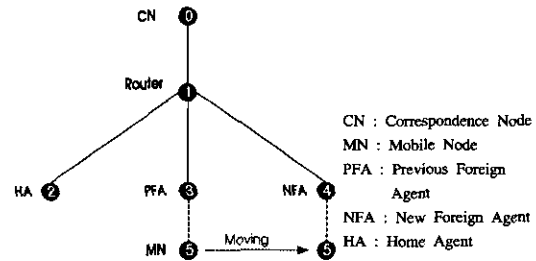 CN 0
Router 1
HA 2 PFA 3 NFA 4
MN 5 Moving 5
CN : Correspondence Node
MN : Mobile Node
PFA : Previous Foreign
Agent
NFA : New Foreign Agent
HA : Home Agent